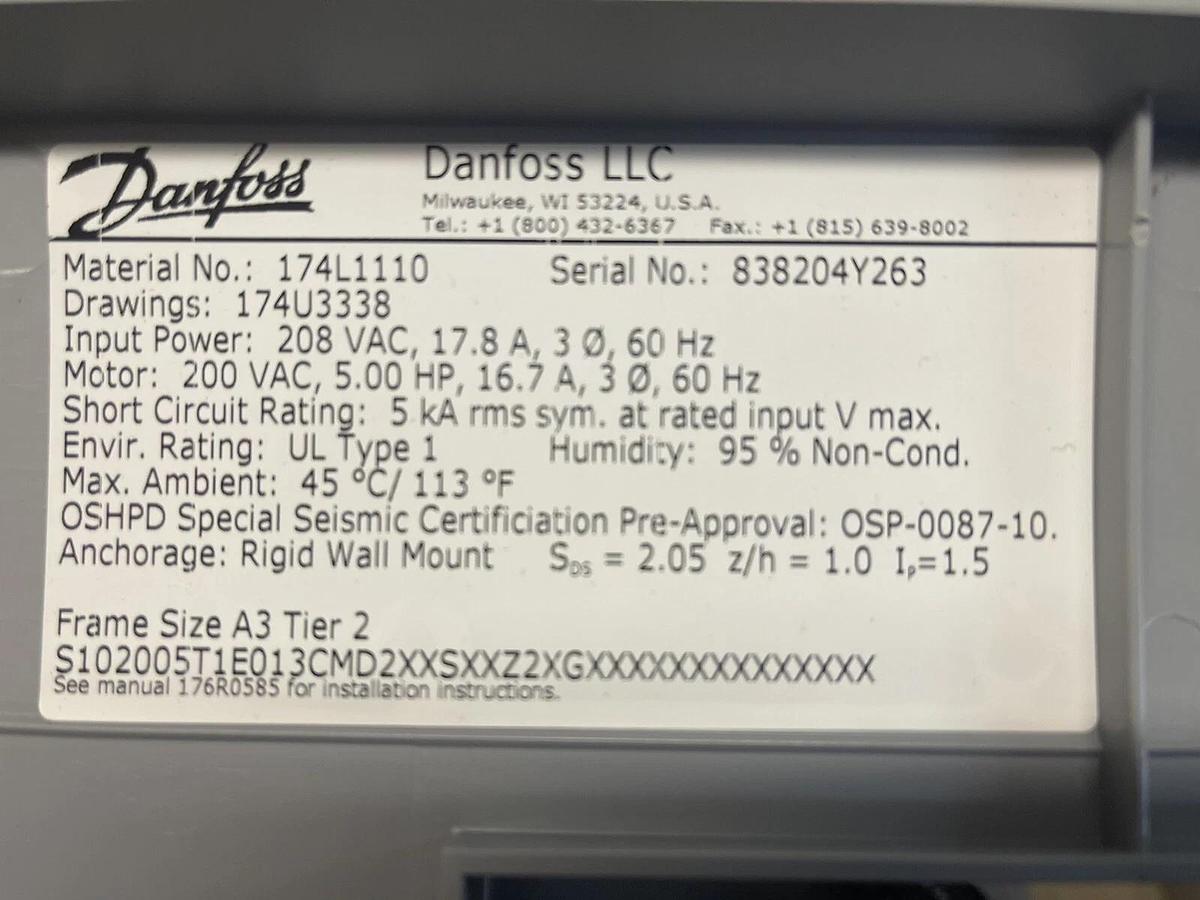 Danfoss
Danfoss LLC
Milwaukee, WI 53224, U.S.A.
Tel.: +1 (800) 432-6367 Fax.: +1 (815) 639-8002
Material No.: 174L1110 Serial No.: 838204Y263
Drawings: 174U3338
Input Power: 208 VAC, 17.8 A, 3 Ø, 60 Hz
Motor: 200 VAC, 5.00 HP, 16.7 A, 3 Ø, 60 Hz
Short Circuit Rating: 5 kA rms sym. at rated input V max.
Envir. Rating: UL Type 1 Humidity: 95 % Non-Cond.
Max. Ambient: 45 ºC/ 113 ºF
OSHPD Special Seismic Certificiation Pre-Approval: OSP-0087-10.
Anchorage: Rigid Wall Mount SDS = 2.05 z/h = 1.0 IP=1.5
Frame Size A3 Tier 2
S102005T1E013CMD2XXSXXZ2XGXXXXXXXXXXXXXX
See manual 176R0585 for installation instructions.